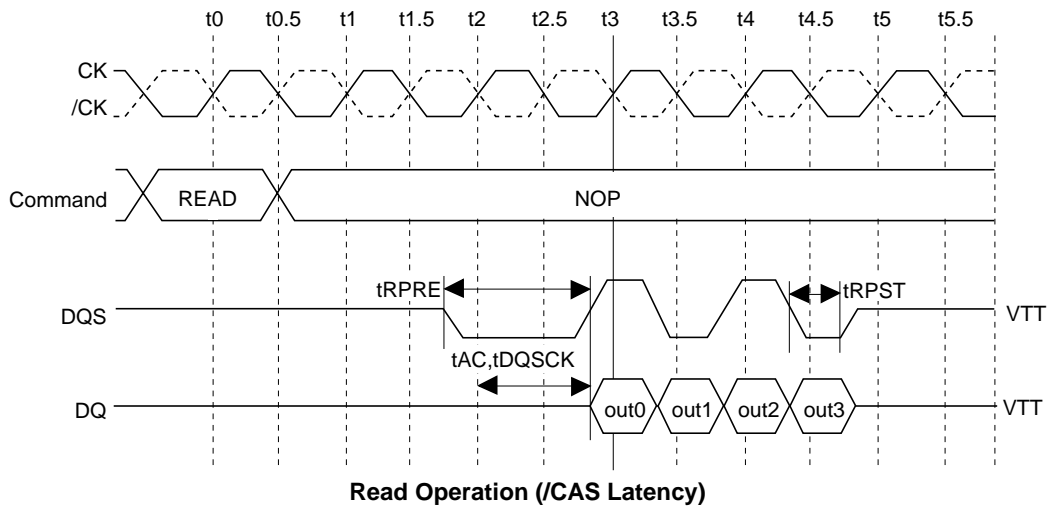 t0 t0.5 t1 t1.5 t2 t2.5 t3 t3.5 t4 t4.5 t5 t5.5
CK
/CK
Command READ NOP
tRPRE tRPST
DQS VTT
tAC,tDQSCK
DQ out0 out1 out2 out3 VTT
Read Operation (/CAS Latency)